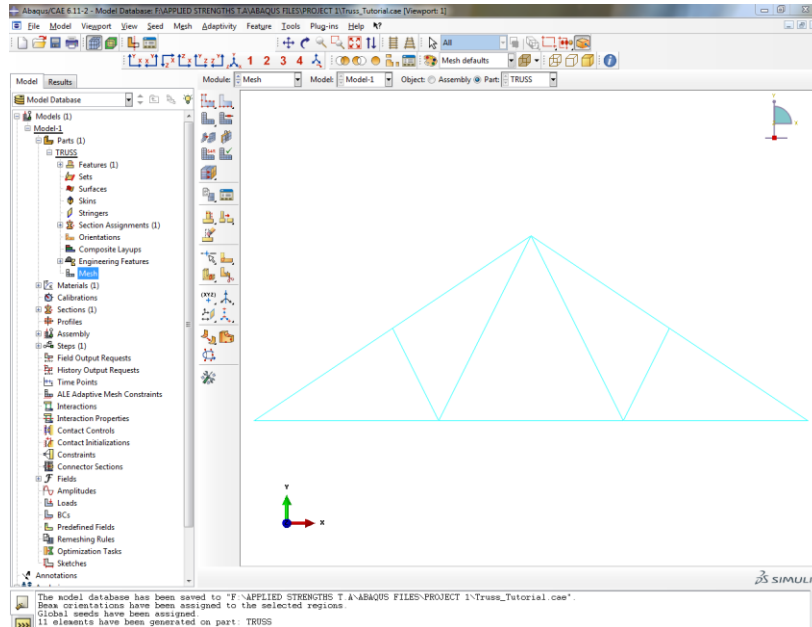 Abaqus/CAE 6.11-2 - Model Database: F:\APPLIED STRENGTHS T.A\ABAQUS FILES\PROJECT 1\Truss_Tutorial.cae [Viewport: 1]
File Model Viewport View Seed Mesh Adaptivity Feature Tools Plug-ins Help
All
1 2 3 4 Mesh defaults
Model Results Module: Mesh Model: Model-1 Object: Assembly Part: TRUSS
Model Database
Models (1)
Model-1
Parts (1)
TRUSS
Features (1)
Sets
Surfaces
Skins
Stringers
Section Assignments (1)
Orientations
Composite Layups
Engineering Features
Mesh
Materials (1)
Calibrations
Sections (1)
Profiles
Assembly
Steps (1)
Field Output Requests
History Output Requests
Time Points
ALE Adaptive Mesh Constraints
Interactions
Interaction Properties
Contact Controls
Contact Initializations
Constraints
Connector Sections
Fields
Amplitudes
Loads
BCs
Predefined Fields
Remeshing Rules
Optimization Tasks
Sketches
Annotations
(XYZ)
Y
X
SIMULI
The model database has been saved to "F:\APPLIED STRENGTHS T.A\ABAQUS FILES\PROJECT 1\Truss_Tutorial.cae".
Beam orientations have been assigned to the selected regions.
Global seeds have been assigned.
11 elements have been generated on part: TRUSS